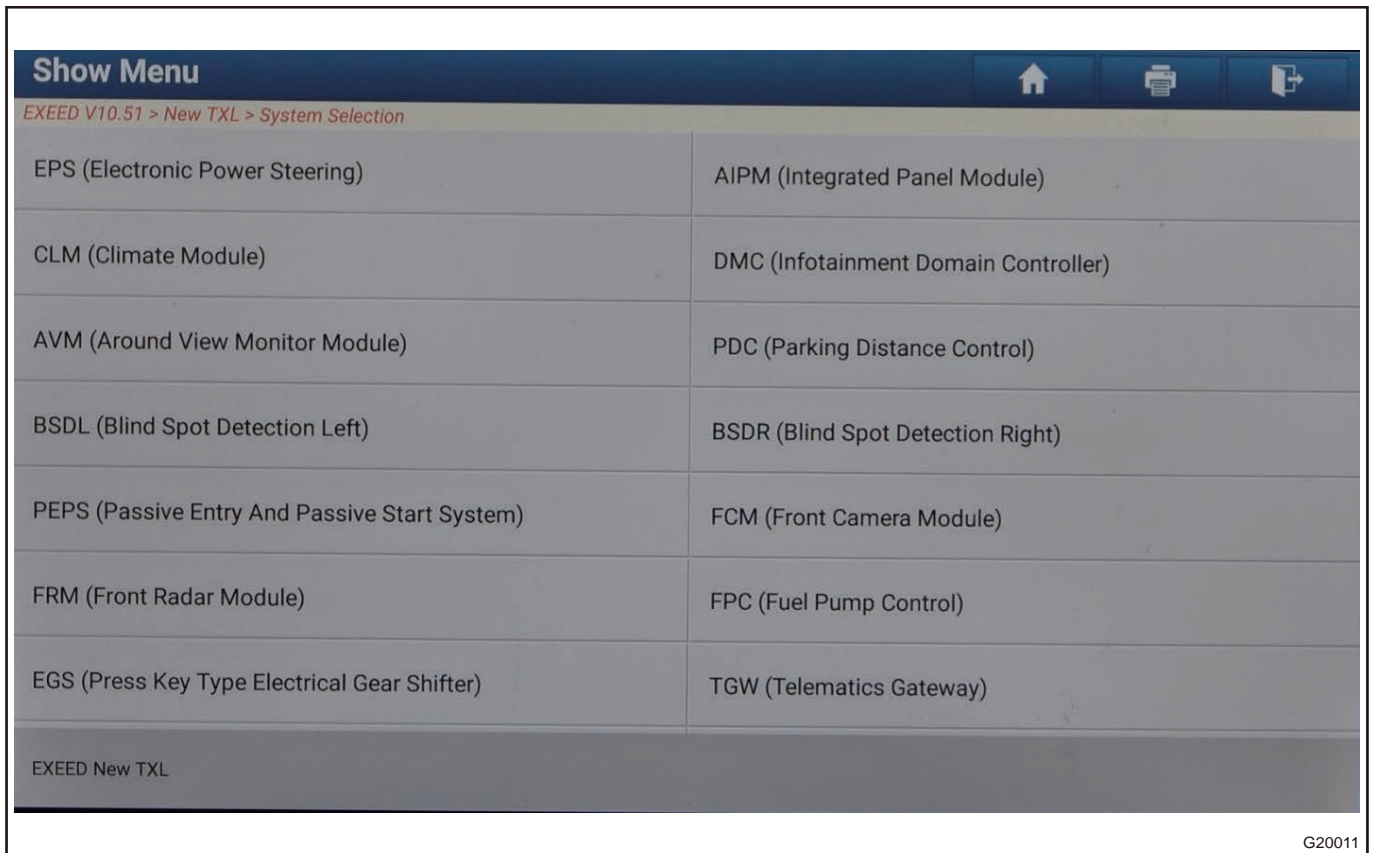 Show Menu
EXEED V10.51 > New TXL > System Selection
EPS (Electronic Power Steering)
AIPM (Integrated Panel Module)
CLM (Climate Module)
DMC (Infotainment Domain Controller)
AVM (Around View Monitor Module)
PDC (Parking Distance Control)
BSDL (Blind Spot Detection Left)
BSDR (Blind Spot Detection Right)
PEPS (Passive Entry And Passive Start System)
FCM (Front Camera Module)
FRM (Front Radar Module)
FPC (Fuel Pump Control)
EGS (Press Key Type Electrical Gear Shifter)
TGW (Telematics Gateway)
EXEED New TXL
G20011